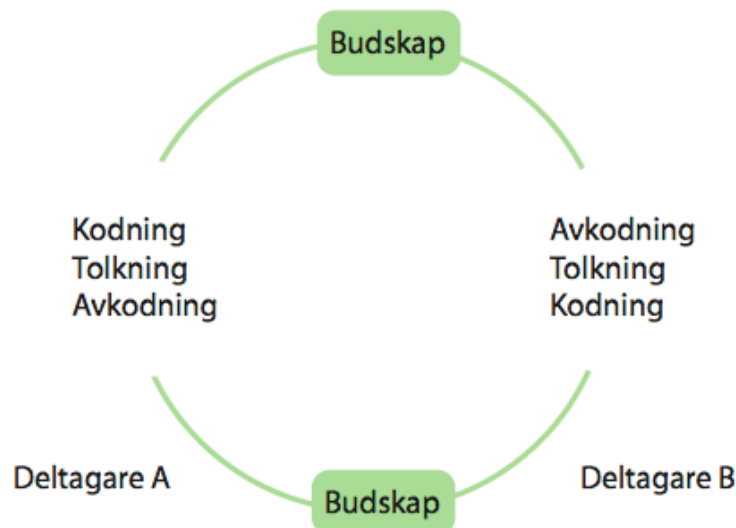 Budskap
Kodning
Tolkning
Avkodning
Avkodning
Tolkning
Kodning
Deltagare A
Deltagare B
Budskap